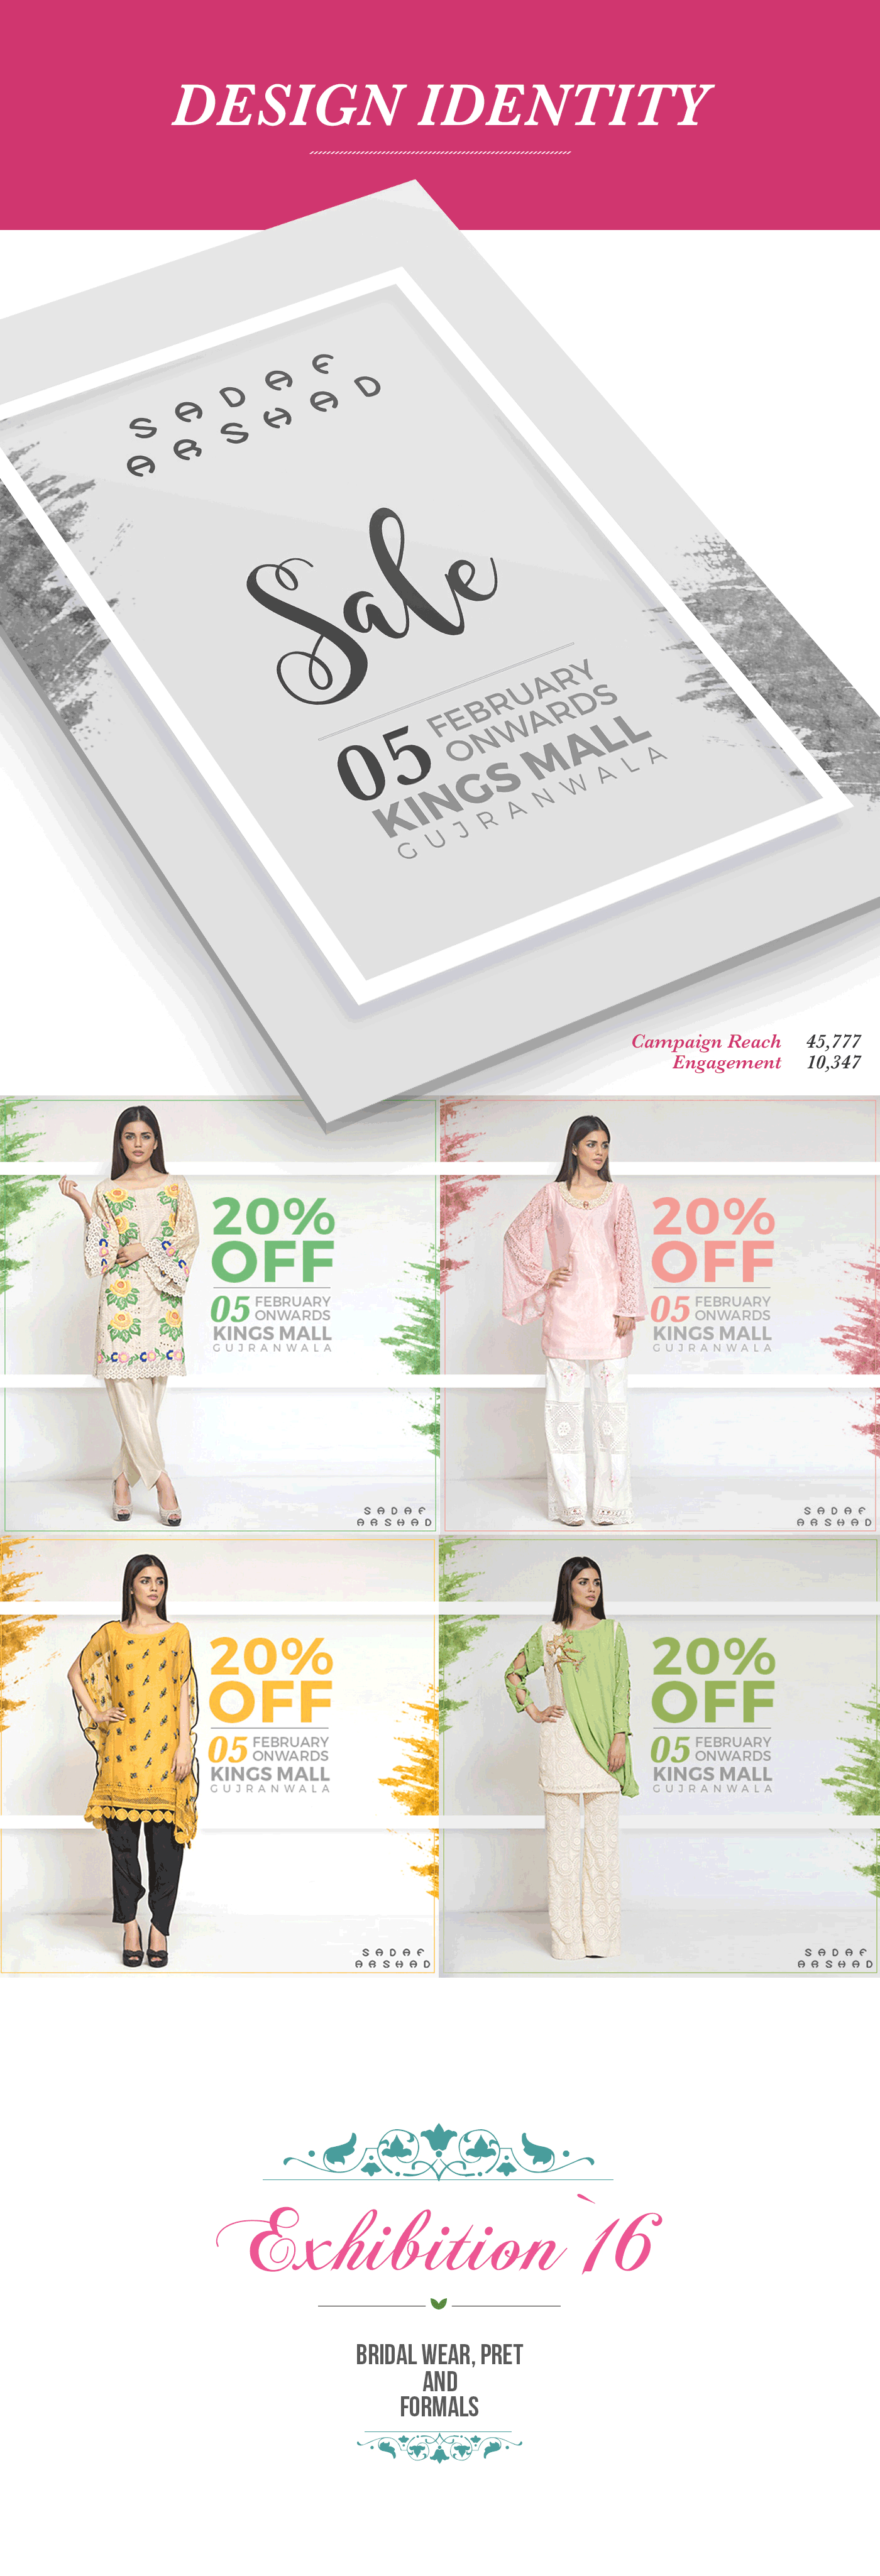 DESIGN IDENTITY
SADAF
ARSHAD
Sale
05 FEBRUARY
ONWARDS
KINGS MALL
GUJRANWALA
Campaign Reach 45,777
Engagement 10,347
20%
OFF
05 FEBRUARY
ONWARDS
KINGS MALL
GUJRANWALA
SADAF
ARSHAD
20%
OFF
05 FEBRUARY
ONWARDS
KINGS MALL
GUJRANWALA
SADAF
ARSHAD
20%
OFF
05 FEBRUARY
ONWARDS
KINGS MALL
GUJRANWALA
SADAF
ARSHAD
20%
OFF
05 FEBRUARY
ONWARDS
KINGS MALL
GUJRANWALA
SADAF
ARSHAD
Exhibition `16
BRIDAL WEAR, PRET
AND
FORMALS